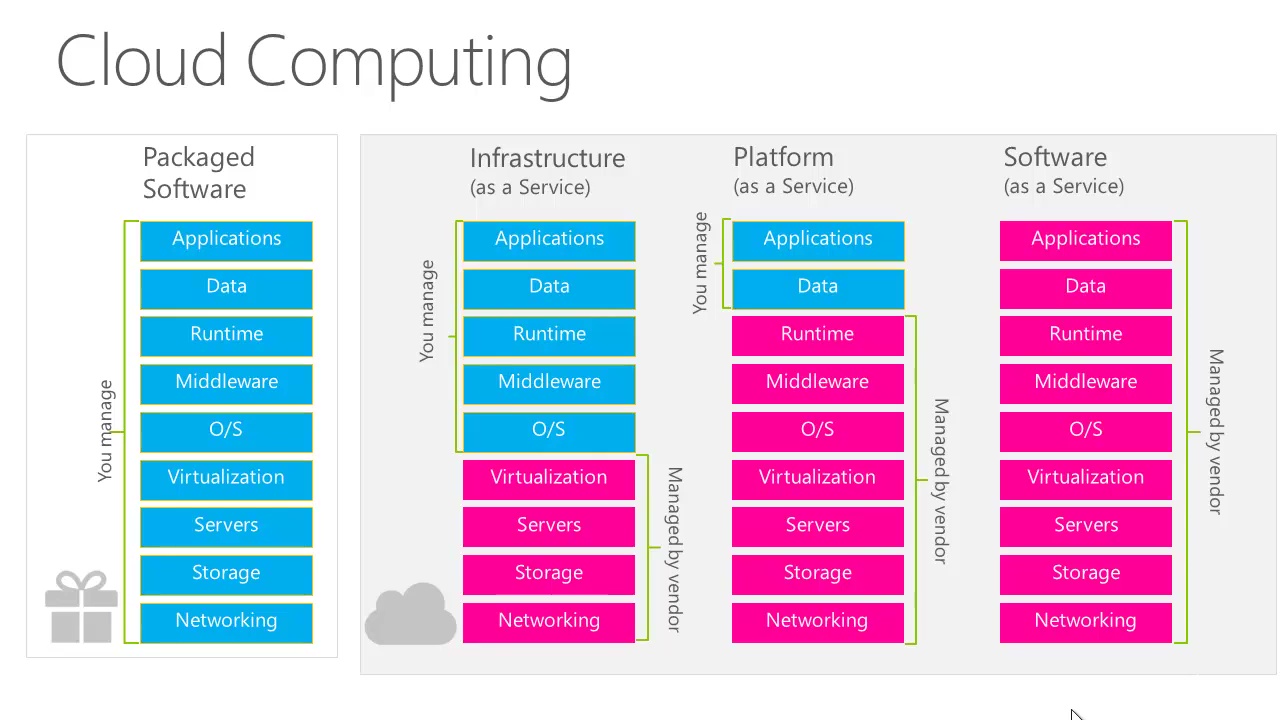 Cloud Computing
Packaged
Software
You manage
Applications
Data
Runtime
Middleware
O/S
Virtualization
Servers
Storage
Networking
Infrastructure
(as a Service)
You manage
Applications
Data
Runtime
Middleware
O/S
Virtualization
Servers
Storage
Networking
Managed by vendor
Platform
(as a Service)
You manage
Applications
Data
Runtime
Middleware
O/S
Virtualization
Servers
Storage
Networking
Managed by vendor
Software
(as a Service)
Applications
Data
Runtime
Middleware
O/S
Virtualization
Servers
Storage
Networking
Managed by vendor